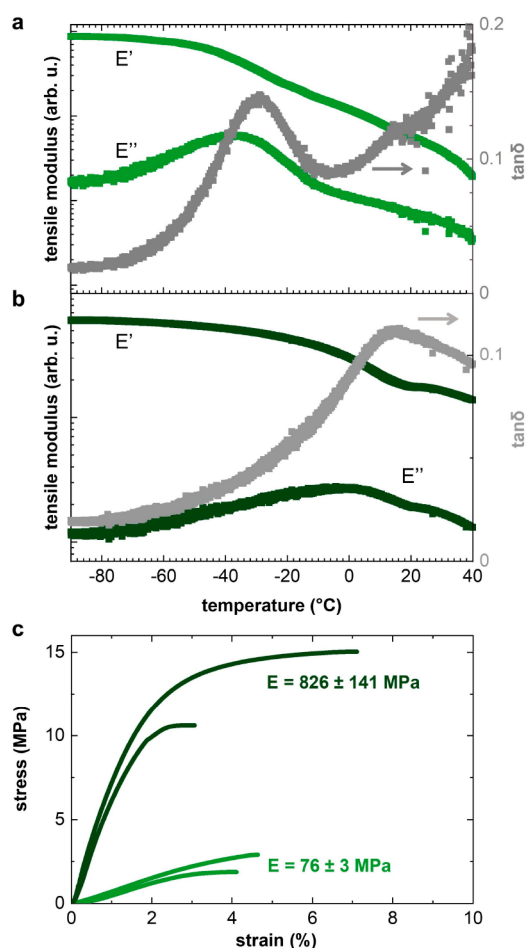 a
tensile modulus (arb. u.)
E’
E’’
0.2
0.1
0
tanδ
b
tensile modulus (arb. u.)
E’
E’’
0.1
0
tanδ
-80 -60 -40 -20 0 20 40
temperature (°C)
c
15
10
5
0
stress (MPa)
E = 826 ± 141 MPa
E = 76 ± 3 MPa
0 2 4 6 8 10
strain (%)